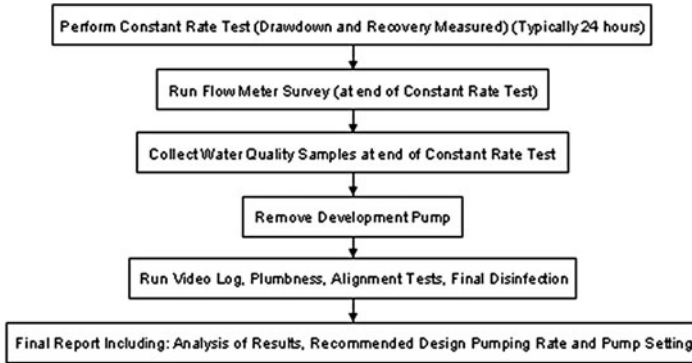 Perform Constant Rate Test (Drawdown and Recovery Measured) (Typically 24 hours)
Run Flow Meter Survey (at end of Constant Rate Test)
Collect Water Quality Samples at end of Constant Rate Test
Remove Development Pump
Run Video Log, Plumbness, Alignment Tests, Final Disinfection
Final Report Including: Analysis of Results, Recommended Design Pumping Rate and Pump Setting